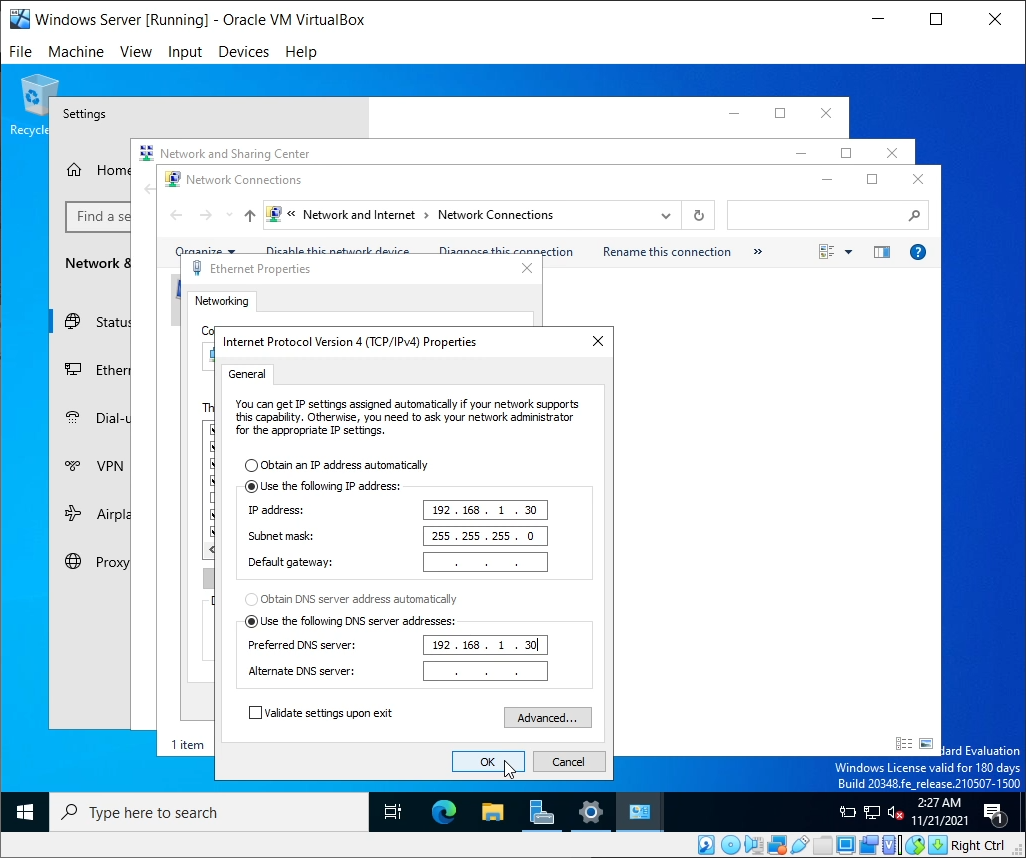 Windows Server [Running] - Oracle VM VirtualBox
File Machine View Input Devices Help
Recycle
Settings
Network and Sharing Center
Home
Network Connections
Find a se
« Network and Internet › Network Connections
Organize Disable this network device Diagnose this connection Rename this connection »
Network &
Ethernet Properties
Networking
Status
Co
Internet Protocol Version 4 (TCP/IPv4) Properties
General
Ethern
You can get IP settings assigned automatically if your network supports
this capability. Otherwise, you need to ask your network administrator
for the appropriate IP settings.
Th
Dial-u
Obtain an IP address automatically
VPN
Use the following IP address:
IP address: 192 . 168 . 1 . 30
Airpla
Subnet mask: 255 . 255 . 255 . 0
Default gateway: . . .
Proxy
Obtain DNS server address automatically
Use the following DNS server addresses:
Preferred DNS server: 192 . 168 . 1 . 30
Alternate DNS server: . . .
Validate settings upon exit
Advanced...
1 item
OK Cancel
dard Evaluation
Windows License valid for 180 days
Build 20348.fe_release.210507-1500
Type here to search
2:27 AM
11/21/2021
1
Right Ctrl